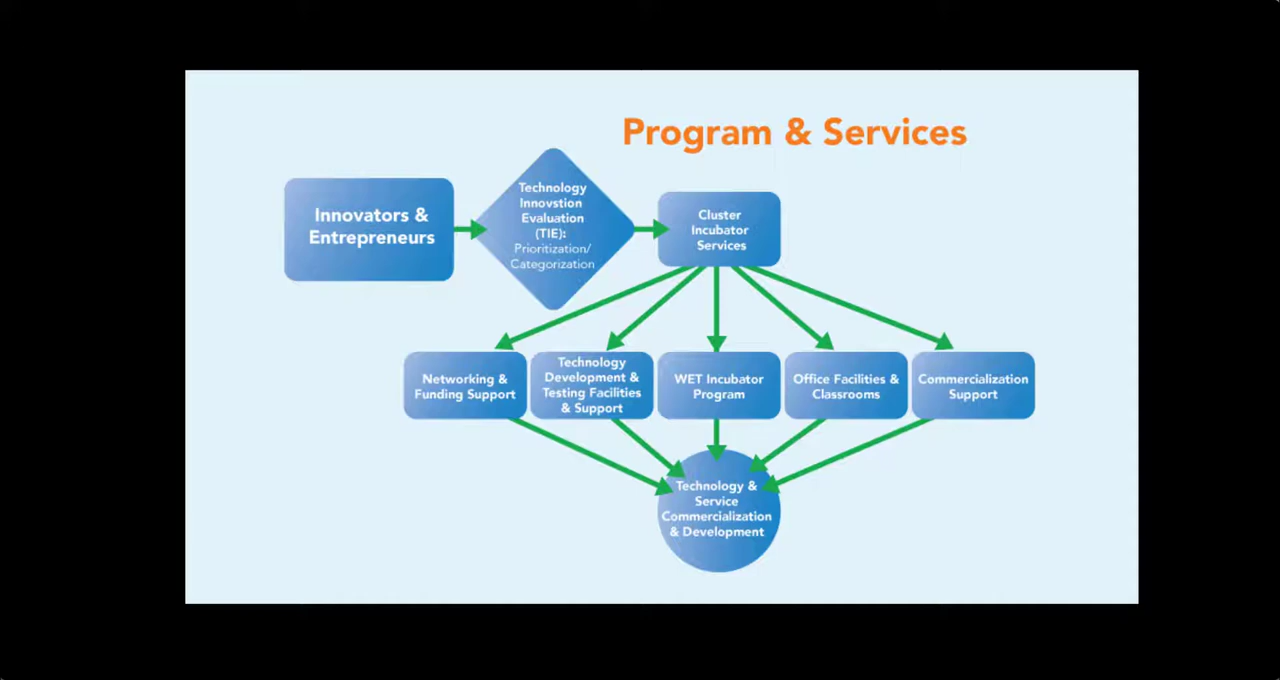 Program & Services
Innovators &
Entrepreneurs
Technology
Innovstion
Evaluation
(TIE):
Prioritization/
Categorization
Cluster
Incubator
Services
Networking &
Funding Support
Technology
Development &
Testing Facilities
& Support
WET Incubator
Program
Office Facilities &
Classrooms
Commercialization
Support
Technology &
Service
Commercialization
& Development